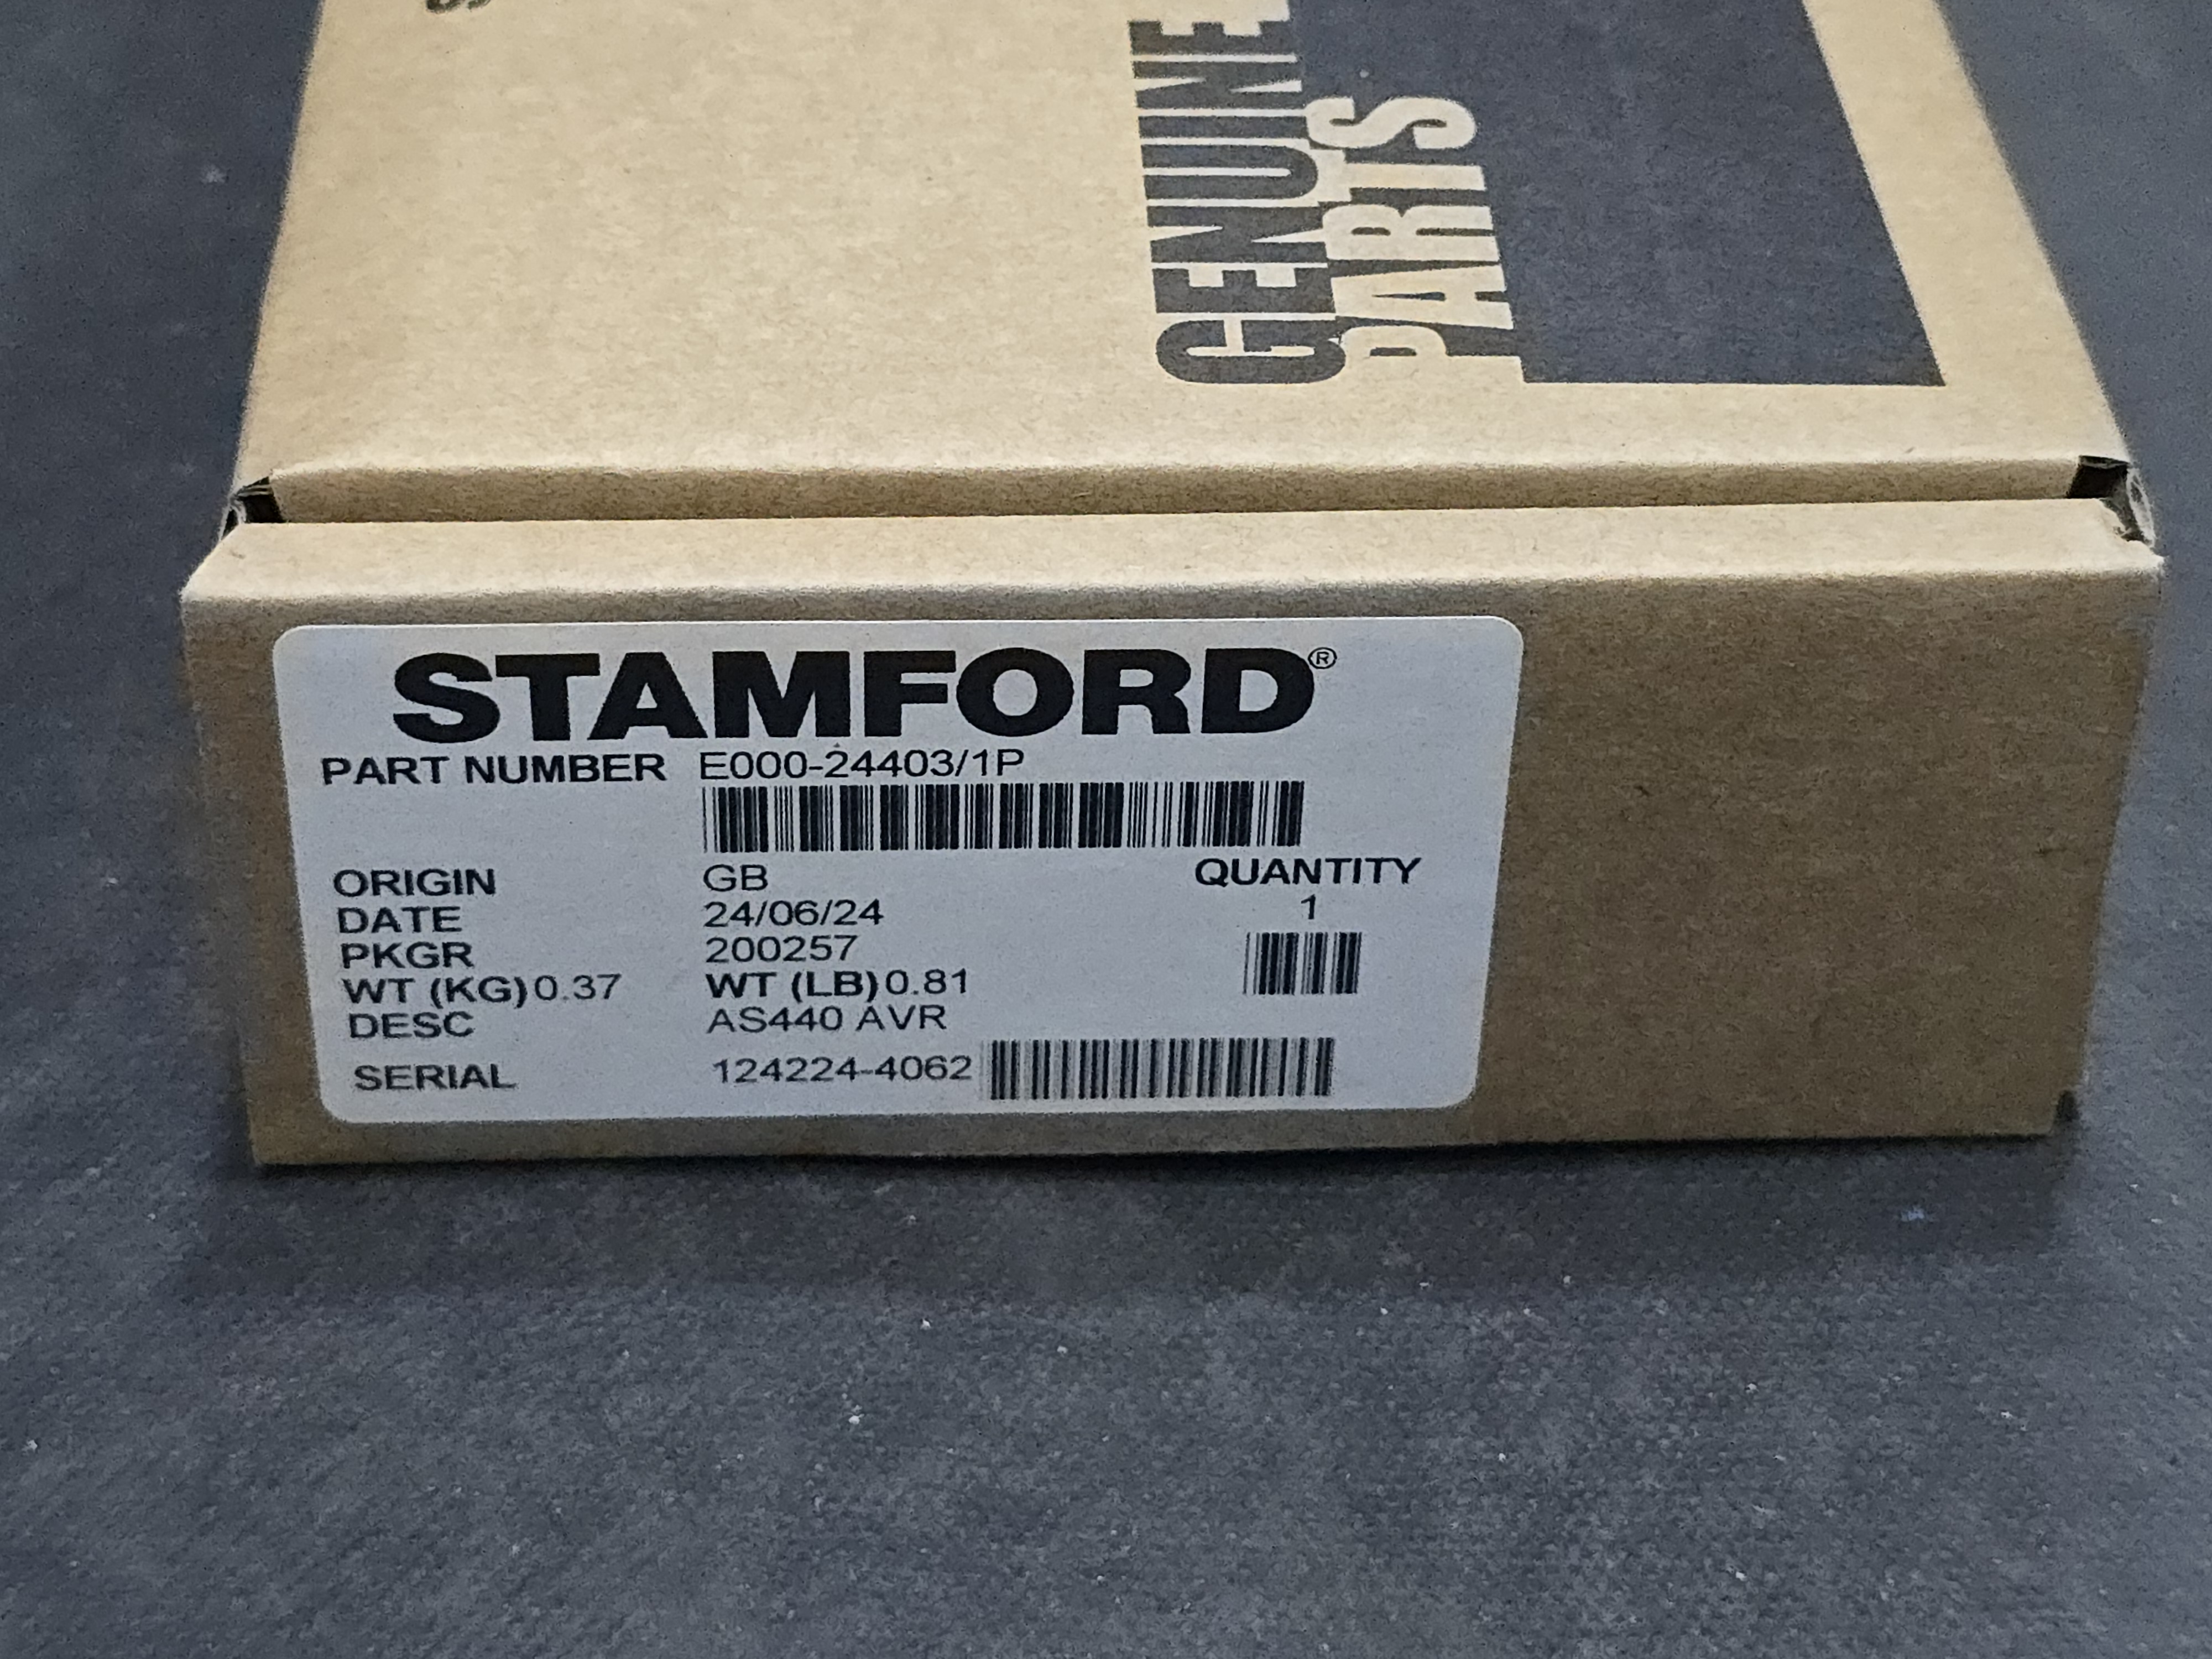 GENUINE
PARTS
STAMFORD®
PART NUMBER E000-24403/1P
ORIGIN GB QUANTITY
DATE 24/06/24 1
PKGR 200257
WT (KG) 0.37 WT (LB) 0.81
DESC AS440 AVR
SERIAL 124224-4062